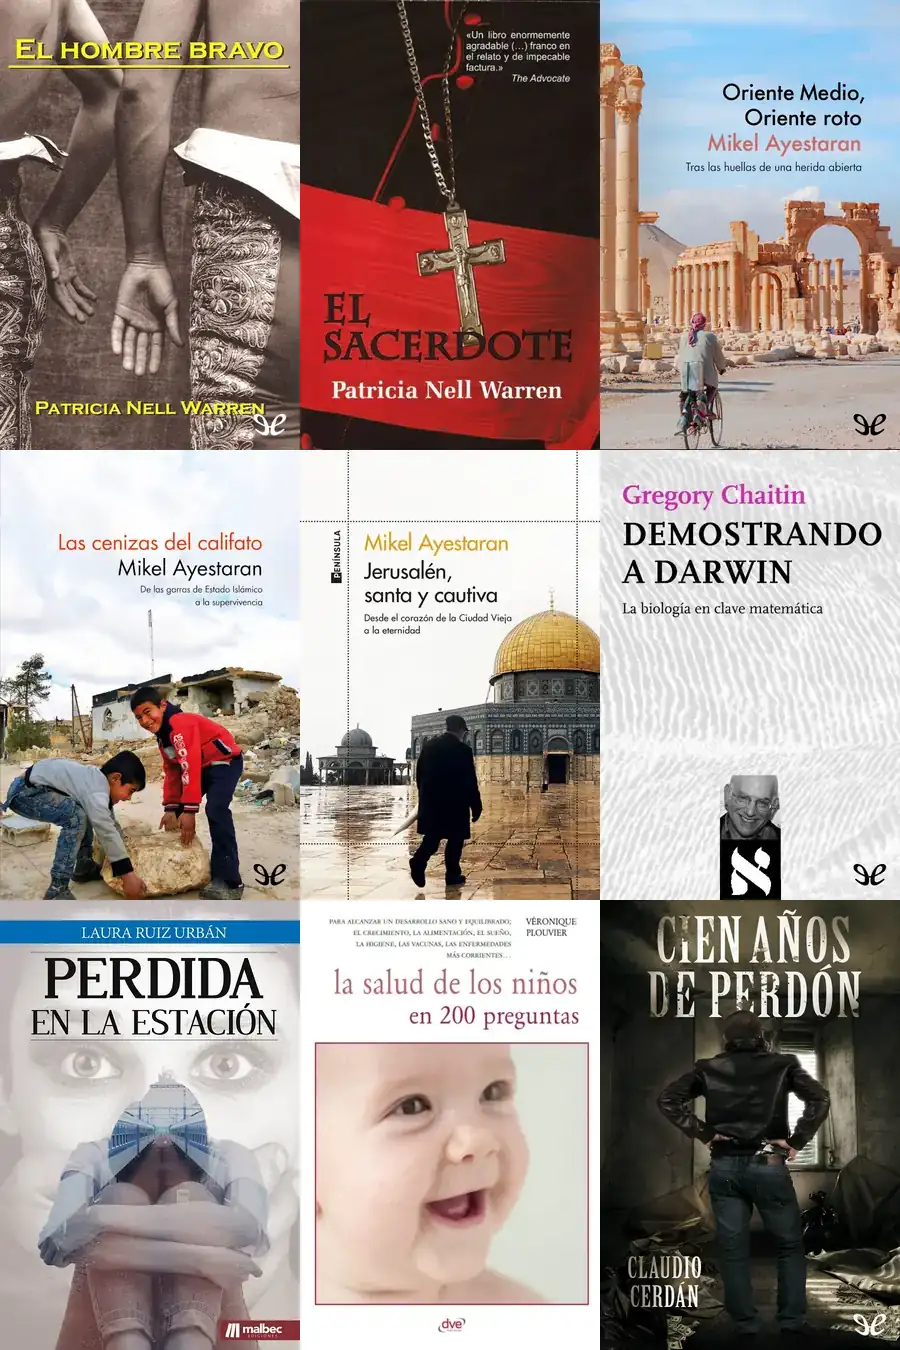 EL HOMBRE BRAVO
PATRICIA NELL WARREN
«Un libro enormemente
agradable (…) franco en
el relato y de impecable
factura.»
The Advocate
EL
SACERDOTE
Patricia Nell Warren
Oriente Medio,
Oriente roto
Mikel Ayestaran
Tras las huellas de una herida abierta
Las cenizas del califato
Mikel Ayestaran
De las garras de Estado Islámico
a la supervivencia
PENÍNSULA
Mikel Ayestaran
Jerusalén,
santa y cautiva
Desde el corazón de la Ciudad Vieja
a la eternidad
Gregory Chaitin
DEMOSTRANDO
A DARWIN
La biología en clave matemática
א
LAURA RUIZ URBÁN
PERDIDA
EN LA ESTACIÓN
malbec
EDICIONES
PARA ALCANZAR UN DESARROLLO SANO Y EQUILIBRADO;
EL CRECIMIENTO, LA ALIMENTACIÓN, EL SUEÑO,
LA HIGIENE, LAS VACUNAS, LAS ENFERMEDADES
MÁS CORRIENTES…
VÉRONIQUE
PLOUVIER
la salud de los niños
en 200 preguntas
dve
CIEN AÑOS
DE PERDÓN
CLAUDIO
CERDÁN